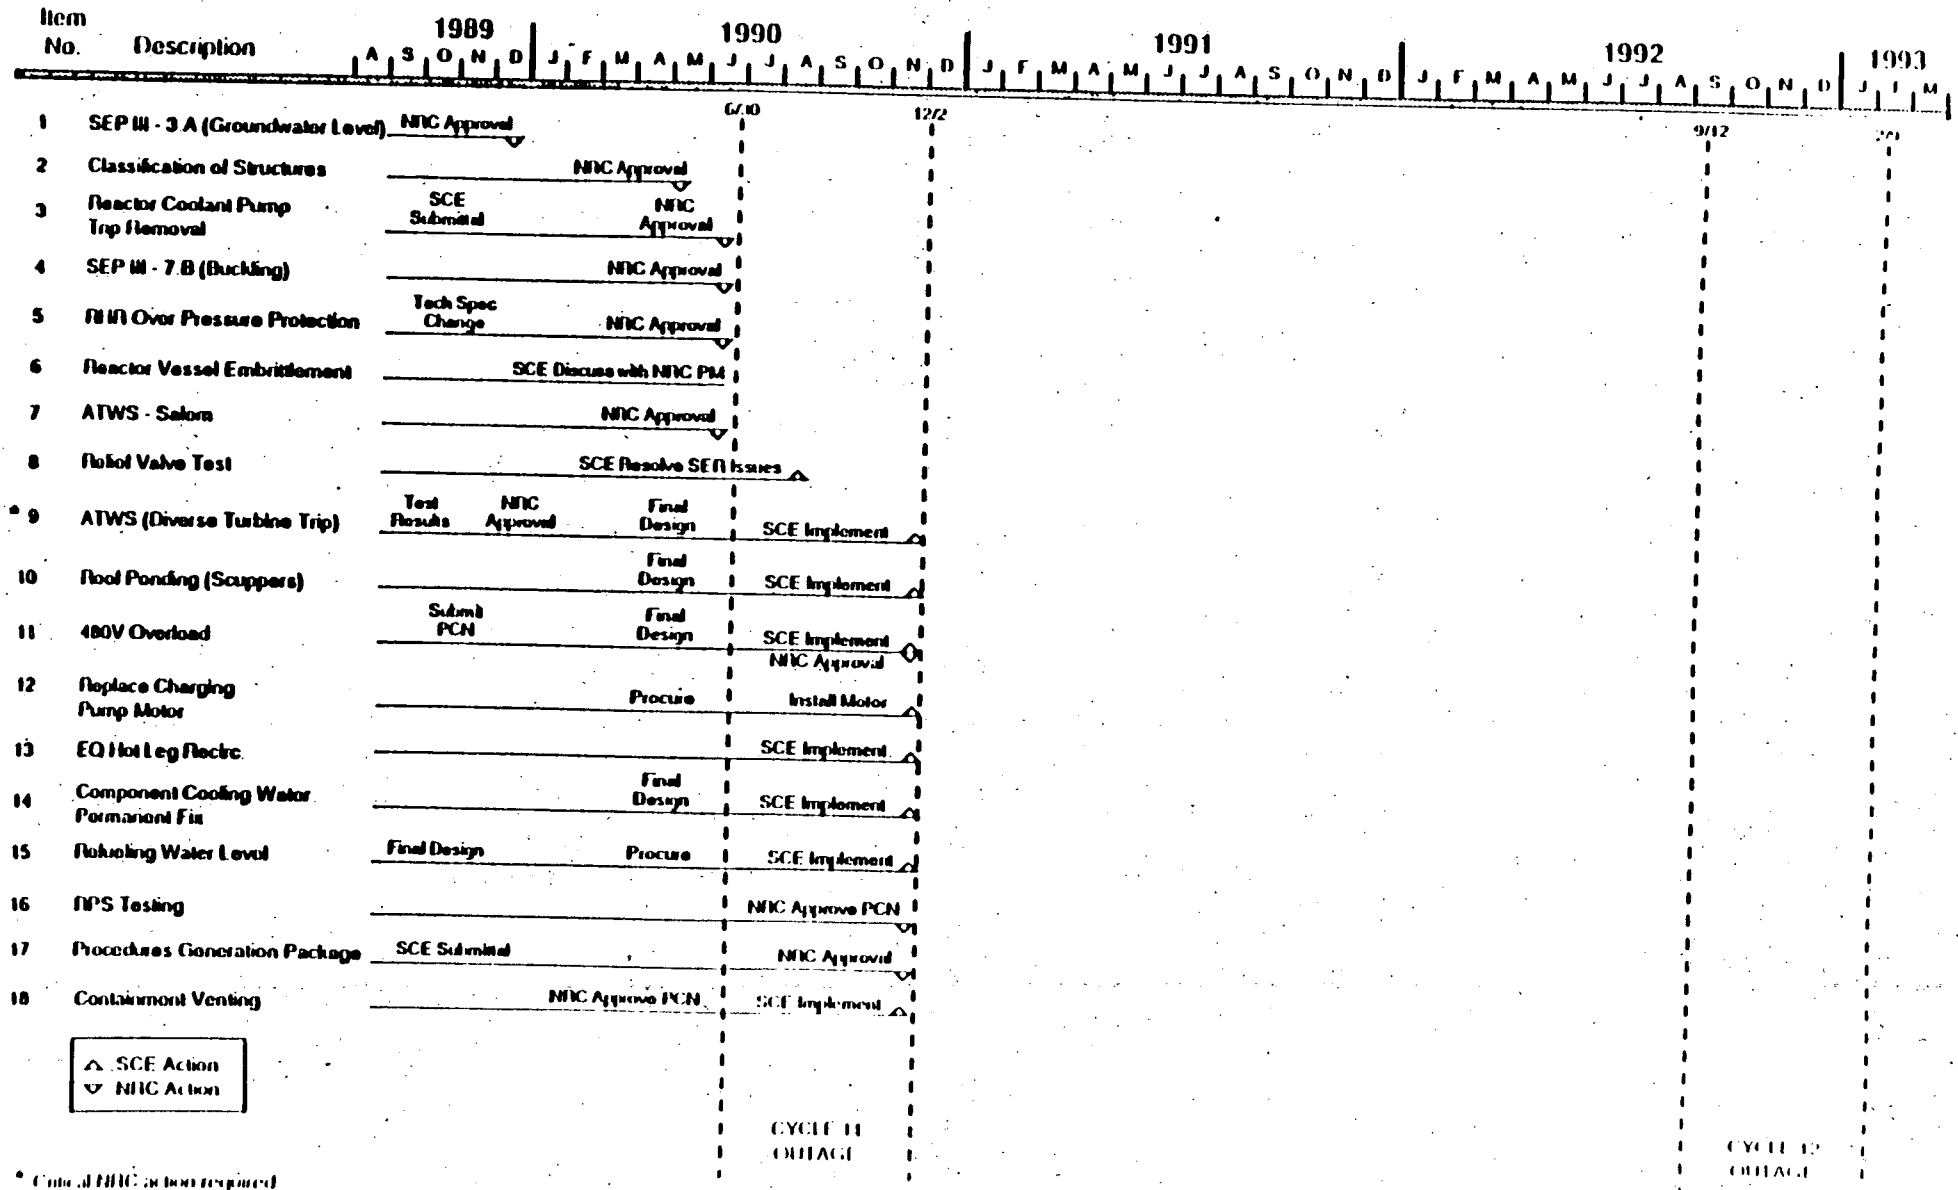 Item
No. Description
1989 1990 1991 1992 1993
A S O N D J F M A M J J A S O N D J F M A M J J A S O N D J F M A M J J A S O N D J F M
6/30 12/2 9/12
1 SEP III - 3.A (Groundwater Level) NRC Approval
2 Classification of Structures NRC Approval
3 Reactor Coolant Pump
Trip Removal
SCE
Submittal
NRC
Approval
4 SEP III - 7.B (Buckling) NRC Approval
5 RHR Over Pressure Protection
Tech Spec
Change
NRC Approval
6 Reactor Vessel Embrittlement SCE Discuss with NRC PM
7 ATWS - Salem NRC Approval
8 Relief Valve Test SCE Resolve SER Issues
* 9 ATWS (Diverse Turbine Trip)
Test
Results
NRC
Approval
Final
Design
SCE Implement
10 Roof Ponding (Scuppers)
Final
Design
SCE Implement
11 480V Overload
Submit
PCN
Final
Design
SCE Implement
NRC Approval
12 Replace Charging
Pump Motor
Procure Install Motor
13 EQ Hot Leg Recirc. SCE Implement
14 Component Cooling Water
Permanent Fix
Final
Design
SCE Implement
15 Refueling Water Level Final Design Procure SCE Implement
16 RPS Testing NRC Approve PCN
17 Procedures Generation Package SCE Submittal NRC Approval
18 Containment Venting NRC Approve PCN SCE Implement
SCE Action
NRC Action
CYCLE 11
OUTAGE
CYCLE 12
OUTAGE
* Critical NRC action required